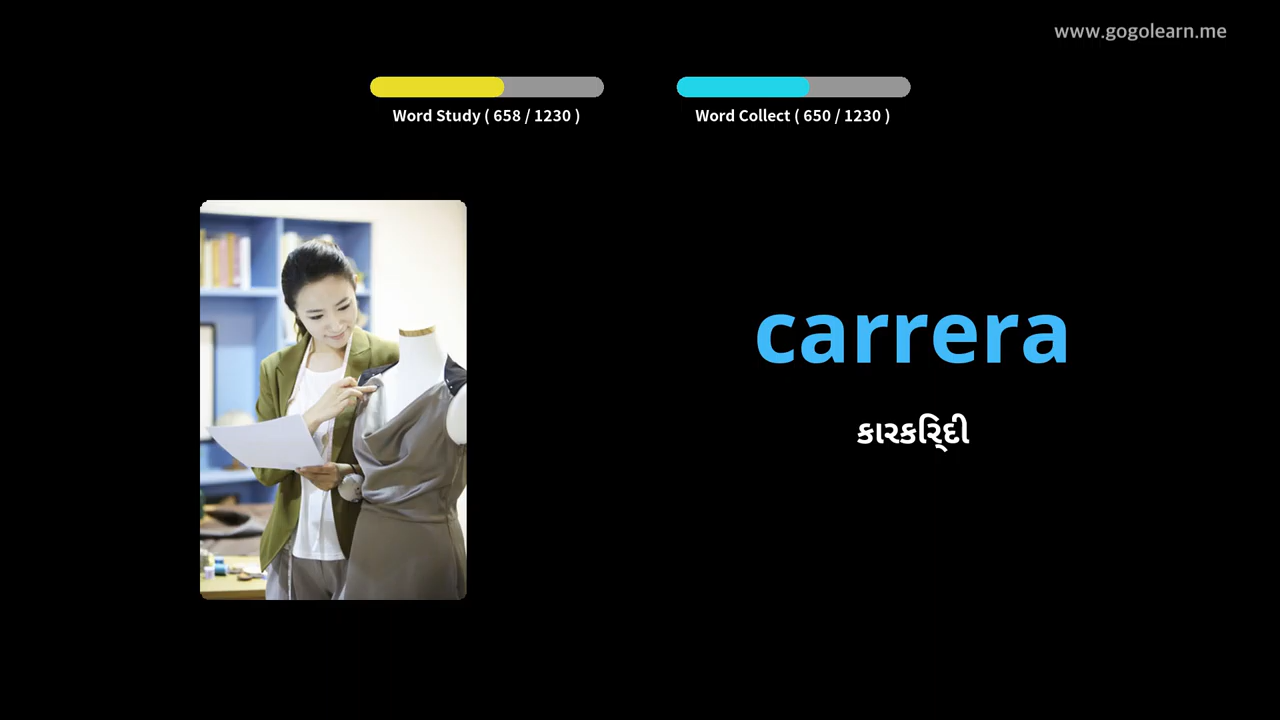 www.gogolearn.me
Word Study ( 658 / 1230 )
Word Collect ( 650 / 1230 )
carrera
કારકિર્દી